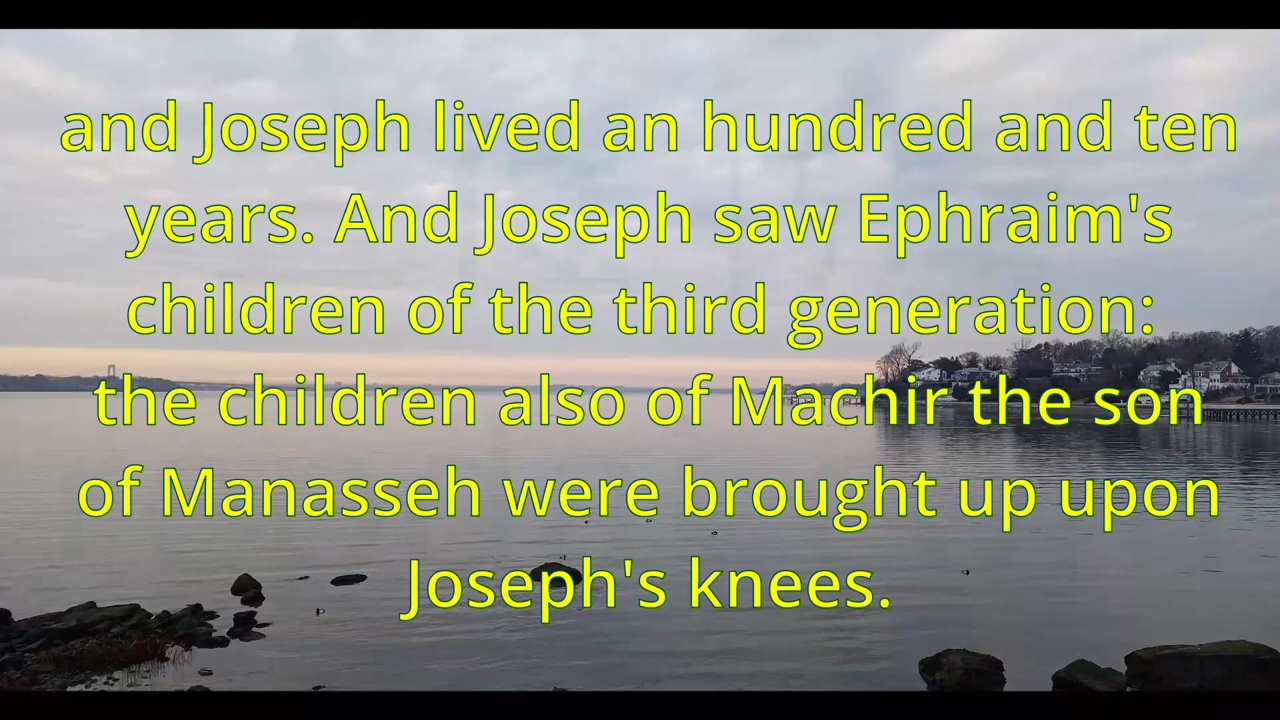 and Joseph lived an hundred and ten
years. And Joseph saw Ephraim's
children of the third generation:
the children also of Machir the son
of Manasseh were brought up upon
Joseph's knees.